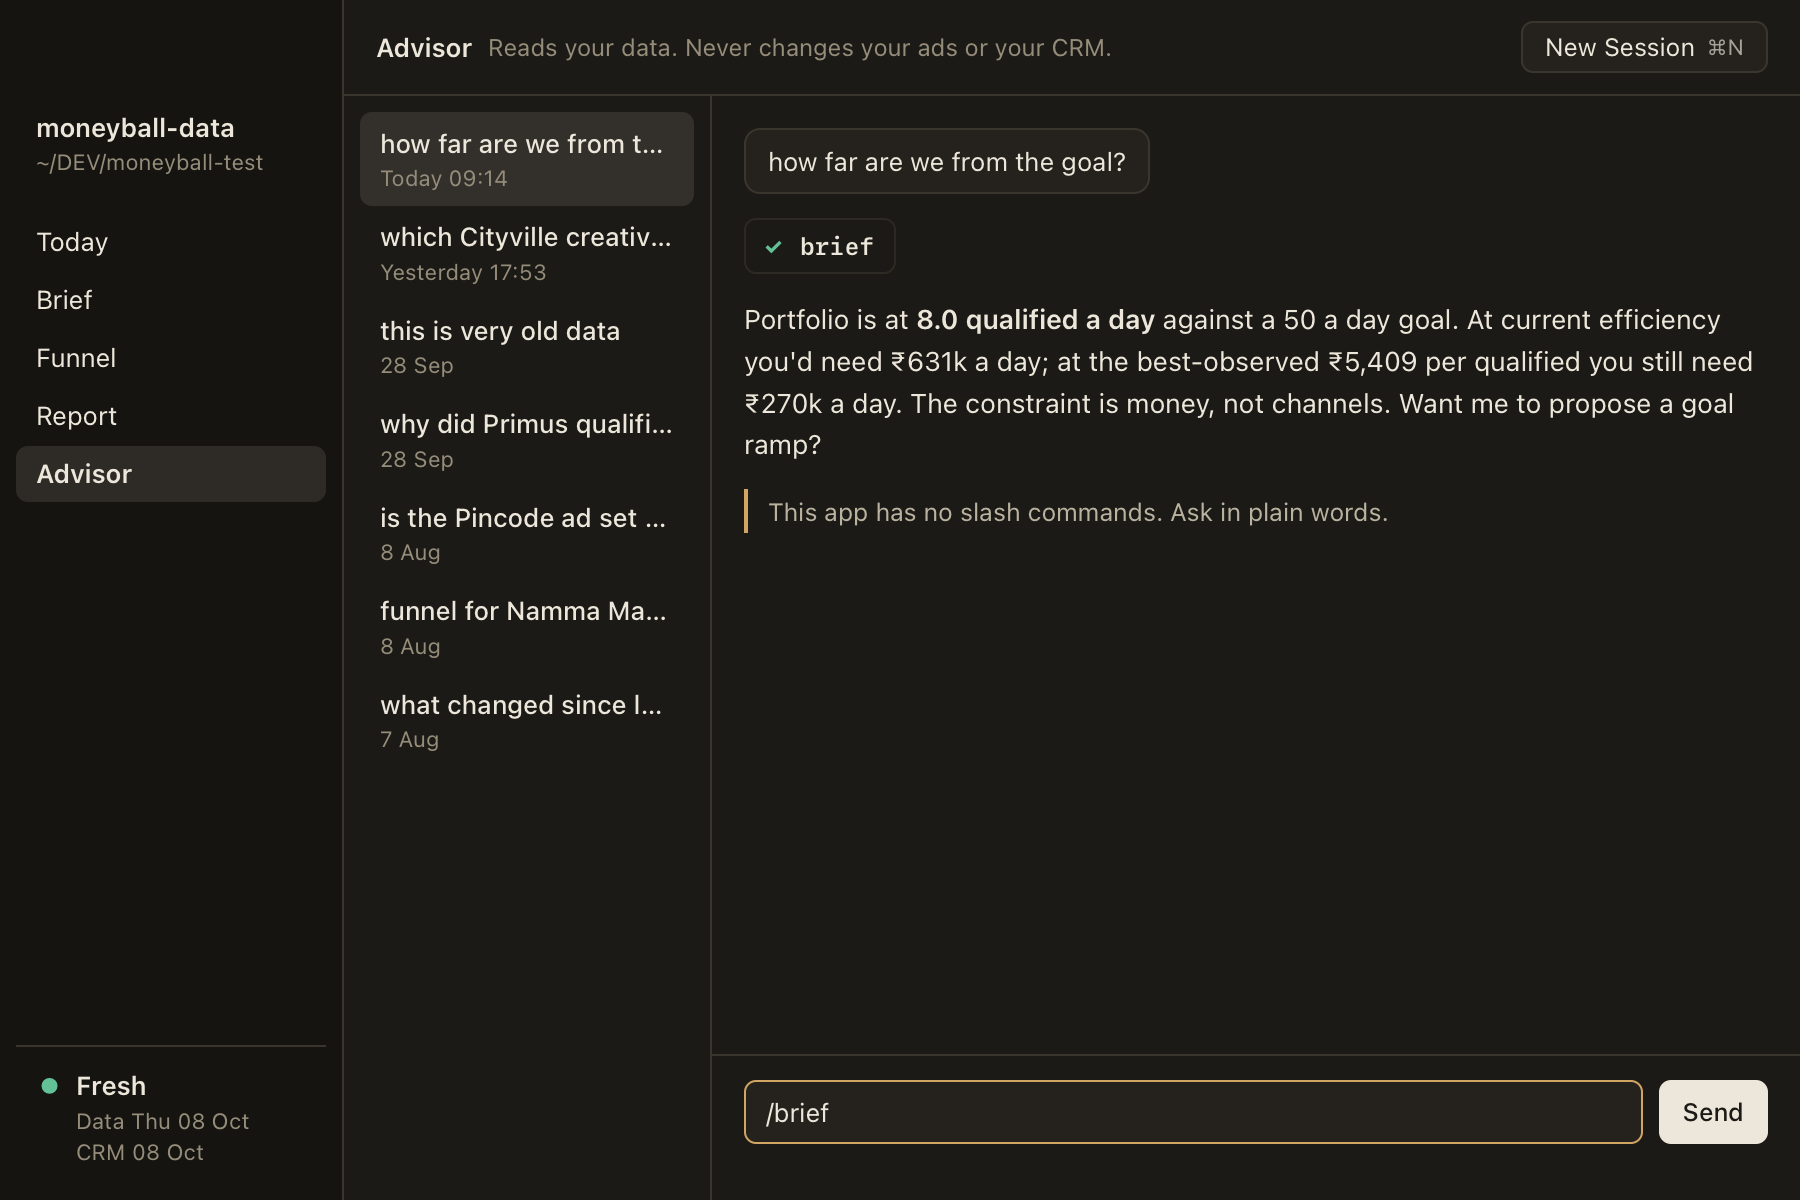 Advisor Reads your data. Never changes your ads or your CRM.
New Session ⌘N
moneyball-data
~/DEV/moneyball-test
Today
Brief
Funnel
Report
Advisor
Fresh
Data Thu 08 Oct
CRM 08 Oct
how far are we from t...
Today 09:14
which Cityville creativ...
Yesterday 17:53
this is very old data
28 Sep
why did Primus qualifi...
28 Sep
is the Pincode ad set ...
8 Aug
funnel for Namma Ma...
8 Aug
what changed since l...
7 Aug
how far are we from the goal?
✓ brief
Portfolio is at 8.0 qualified a day against a 50 a day goal. At current efficiency
you'd need ₹631k a day; at the best-observed ₹5,409 per qualified you still need
₹270k a day. The constraint is money, not channels. Want me to propose a goal
ramp?
This app has no slash commands. Ask in plain words.
/brief
Send